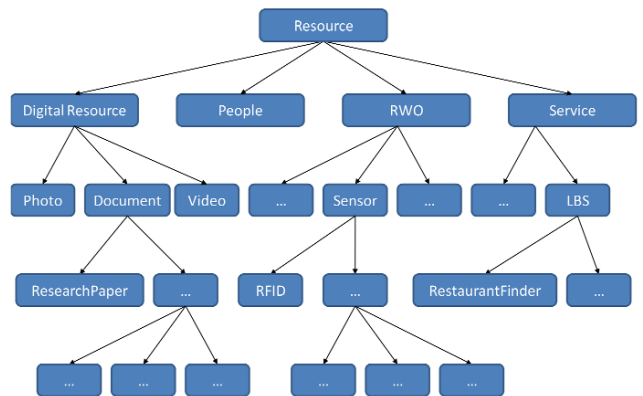 Resource
Digital Resource
People
RWO
Service
Photo
Document
Video
...
Sensor
...
...
LBS
ResearchPaper
...
RFID
...
RestaurantFinder
...
...
...
...
...
...
...